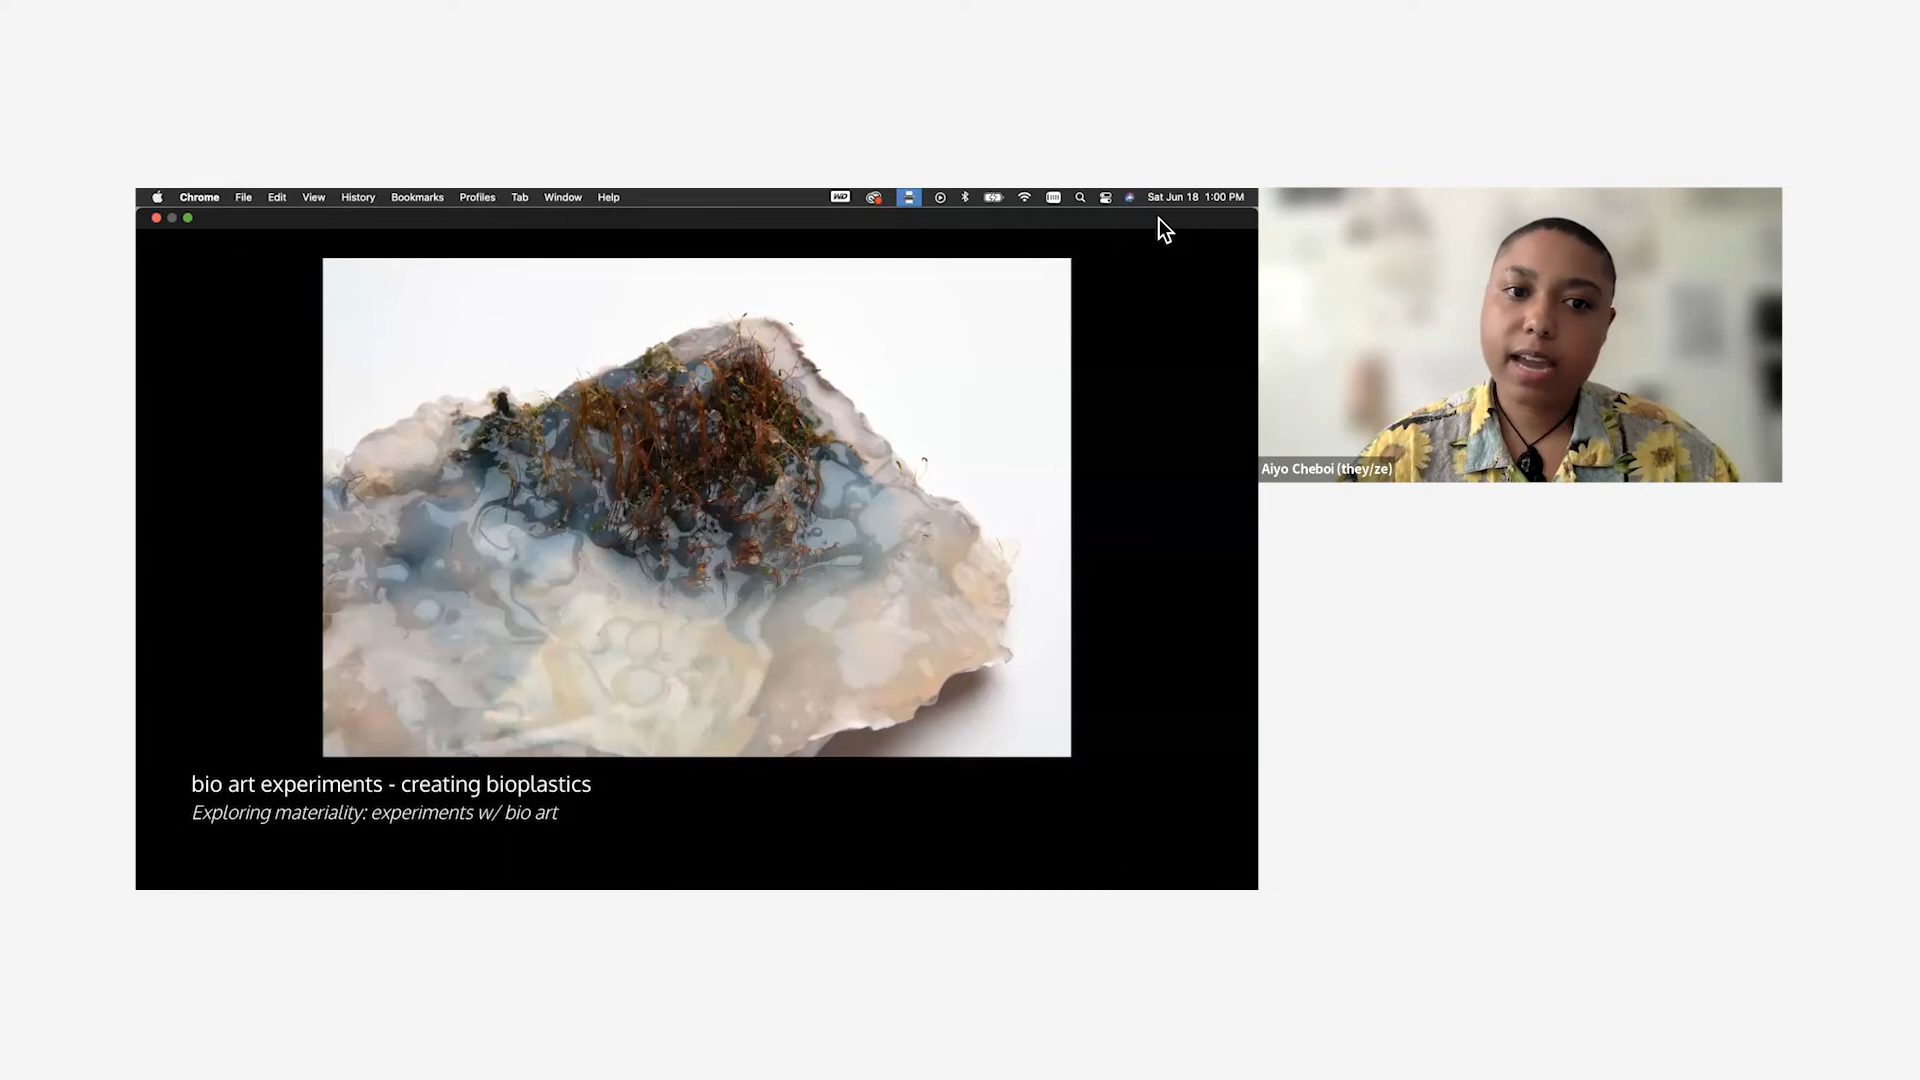 Chrome File Edit View History Bookmarks Profiles Tab Window Help WD Sat Jun 18 1:00 PM
Aiyo Cheboi (they/ze)
bio art experiments - creating bioplastics
Exploring materiality: experiments w/ bio art